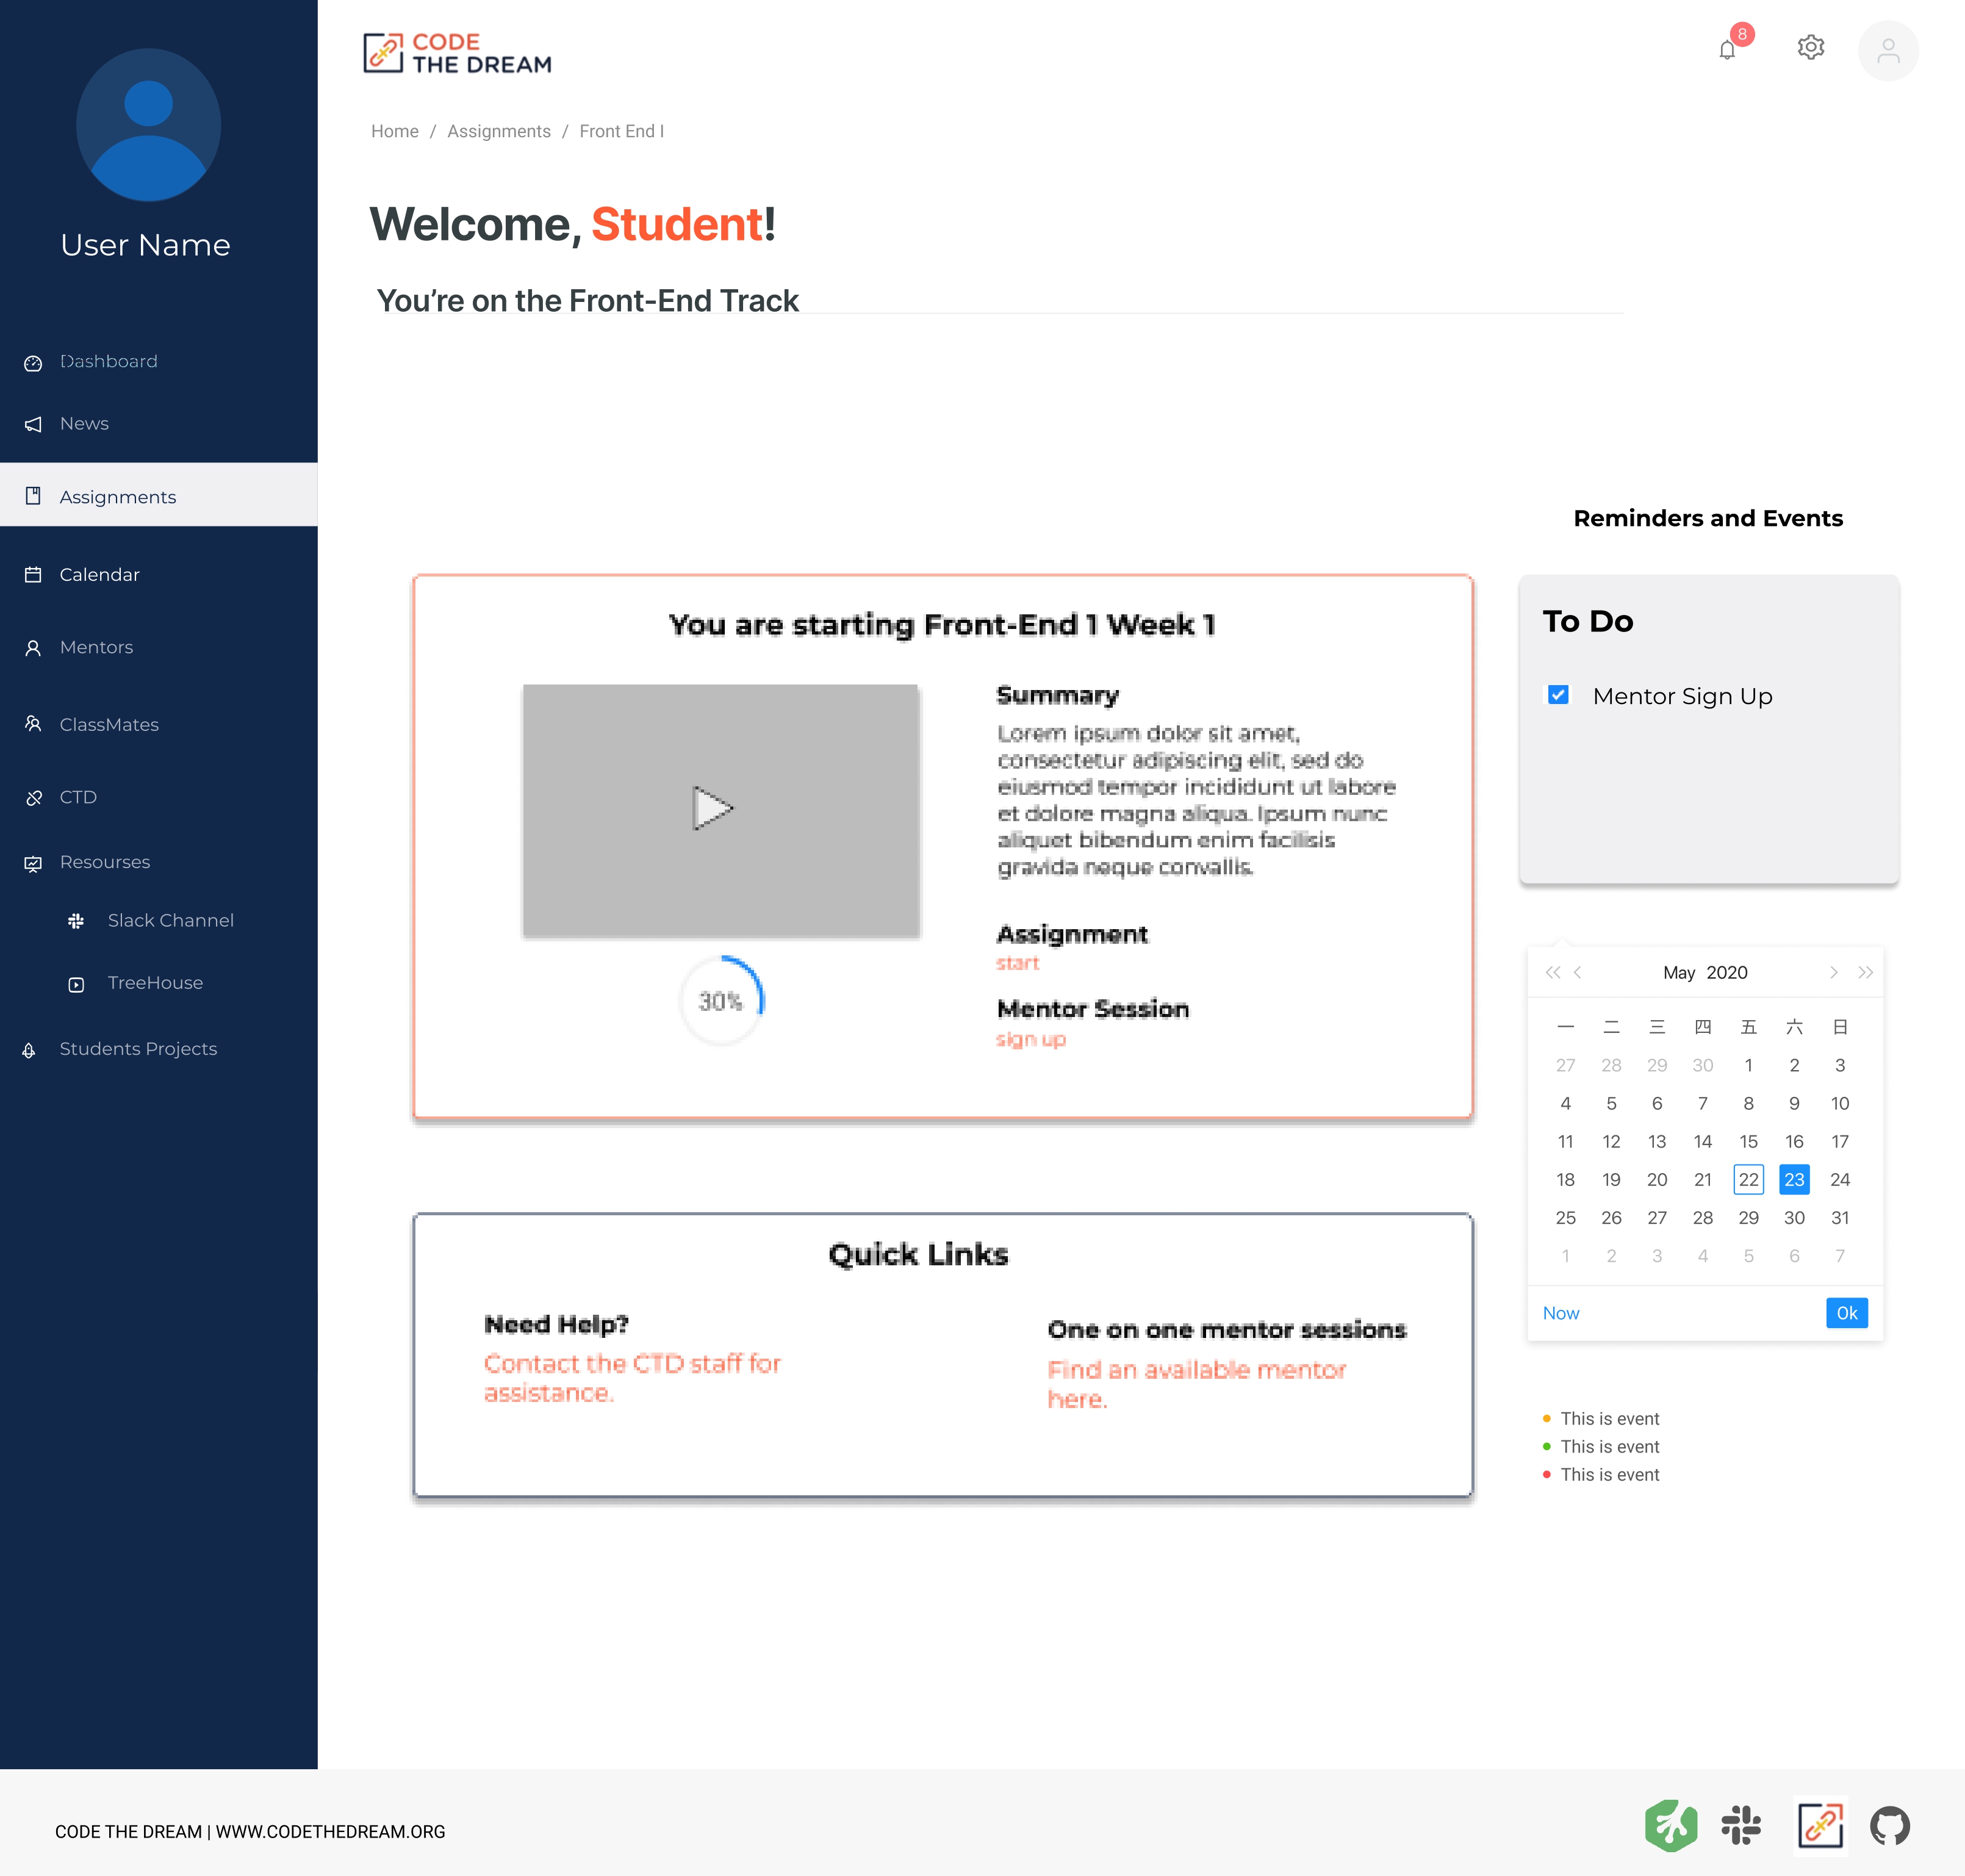 CODE
THE DREAM
8
Home / Assignments / Front End I
User Name
Welcome, Student!
You’re on the Front-End Track
Dashboard
News
Assignments
Calendar
Mentors
ClassMates
CTD
Resourses
Slack Channel
TreeHouse
Students Projects
You are starting Front-End 1 Week 1
30%
Summary
Lorem ipsum dolor sit amet,
consectetur adipiscing elit, sed do
eiusmod tempor incididunt ut labore
et dolore magna aliqua. Ipsum nunc
aliquet bibendum enim facilisis
gravida neque convallis.
Assignment
start
Mentor Session
sign up
Quick Links
Need Help?
Contact the CTD staff for
assistance.
One on one mentor sessions
Find an available mentor
here.
Reminders and Events
To Do
Mentor Sign Up
May 2020
一 二 三 四 五 六 日
27 28 29 30 1 2 3
4 5 6 7 8 9 10
11 12 13 14 15 16 17
18 19 20 21 22 23 24
25 26 27 28 29 30 31
1 2 3 4 5 6 7
Now Ok
This is event
This is event
This is event
CODE THE DREAM | WWW.CODETHEDREAM.ORG